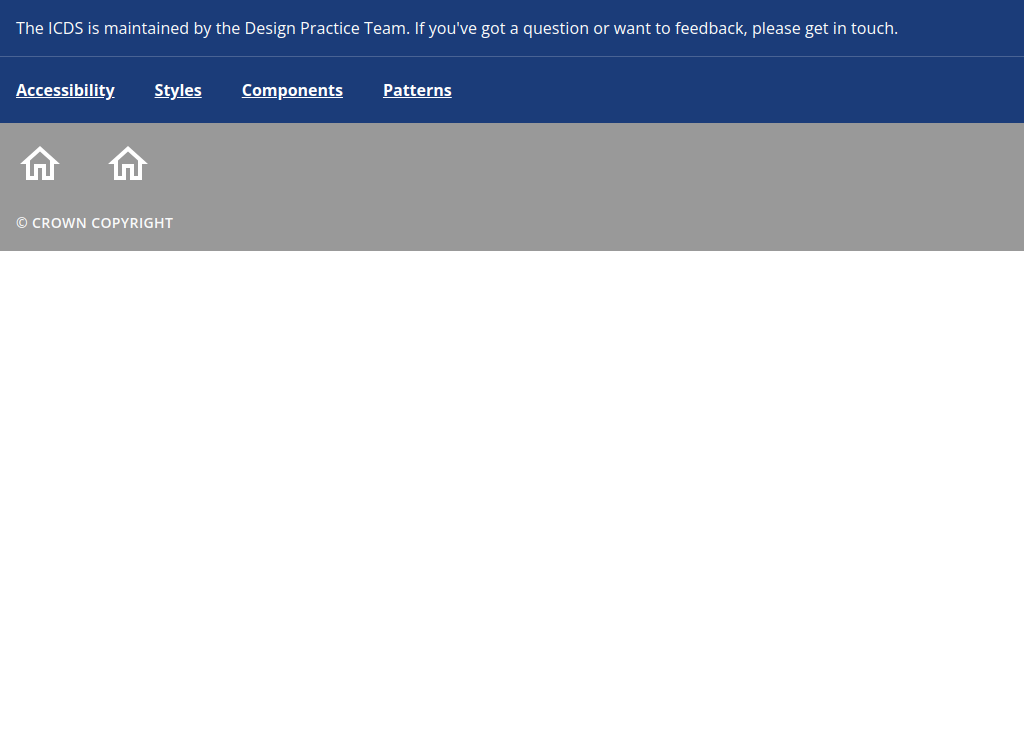 The ICDS is maintained by the Design Practice Team. If you've got a question or want to feedback, please get in touch.
Accessibility Styles Components Patterns
© CROWN COPYRIGHT